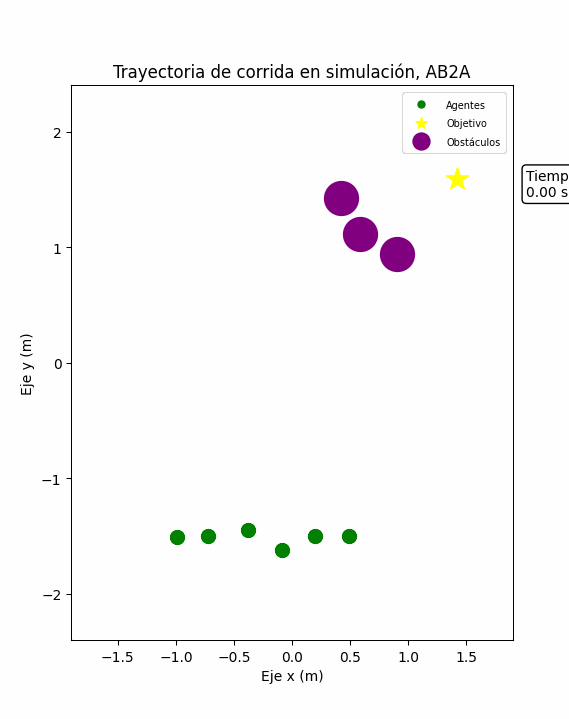 Trayectoria de corrida en simulación, AB2A
Agentes
Objetivo
Obstáculos
Tiemp
0.00 s
2
1
0
−1
−2
Eje y (m)
−1.5
−1.0
−0.5
0.0
0.5
1.0
1.5
Eje x (m)